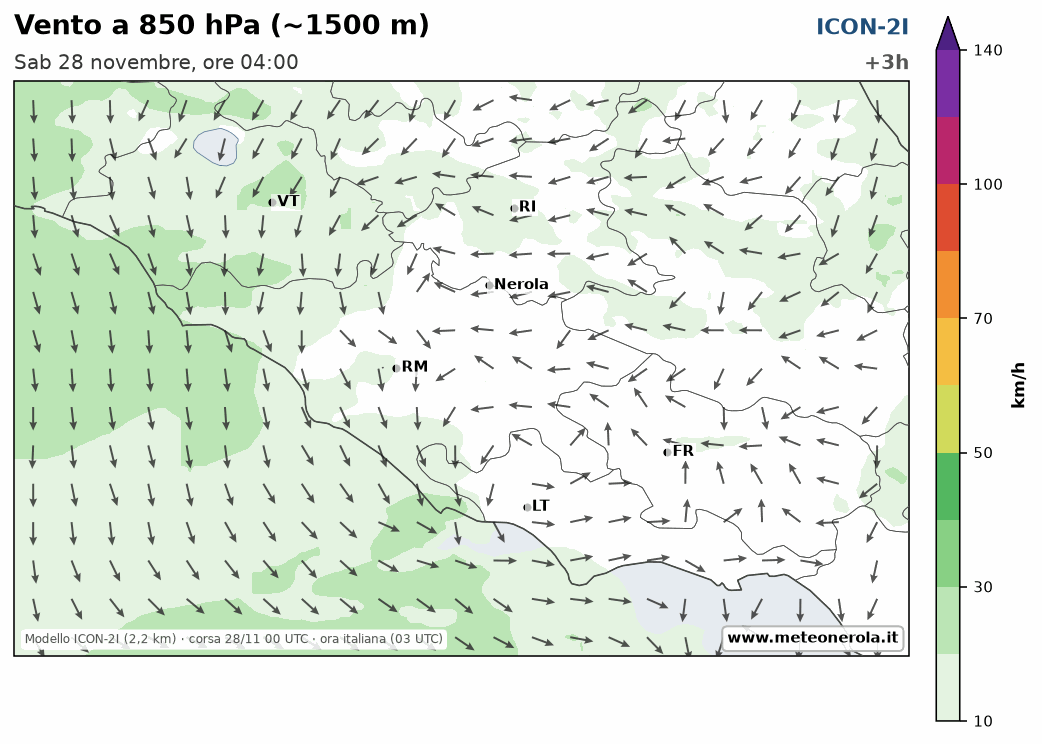 Vento a 850 hPa (~1500 m)
ICON-2I
Sab 28 novembre, ore 04:00
+3h
VT
RI
Nerola
RM
FR
LT
Modello ICON-2I (2,2 km) · corsa 28/11 00 UTC · ora italiana (03 UTC)
www.meteonerola.it
140
100
70
50
30
10
km/h